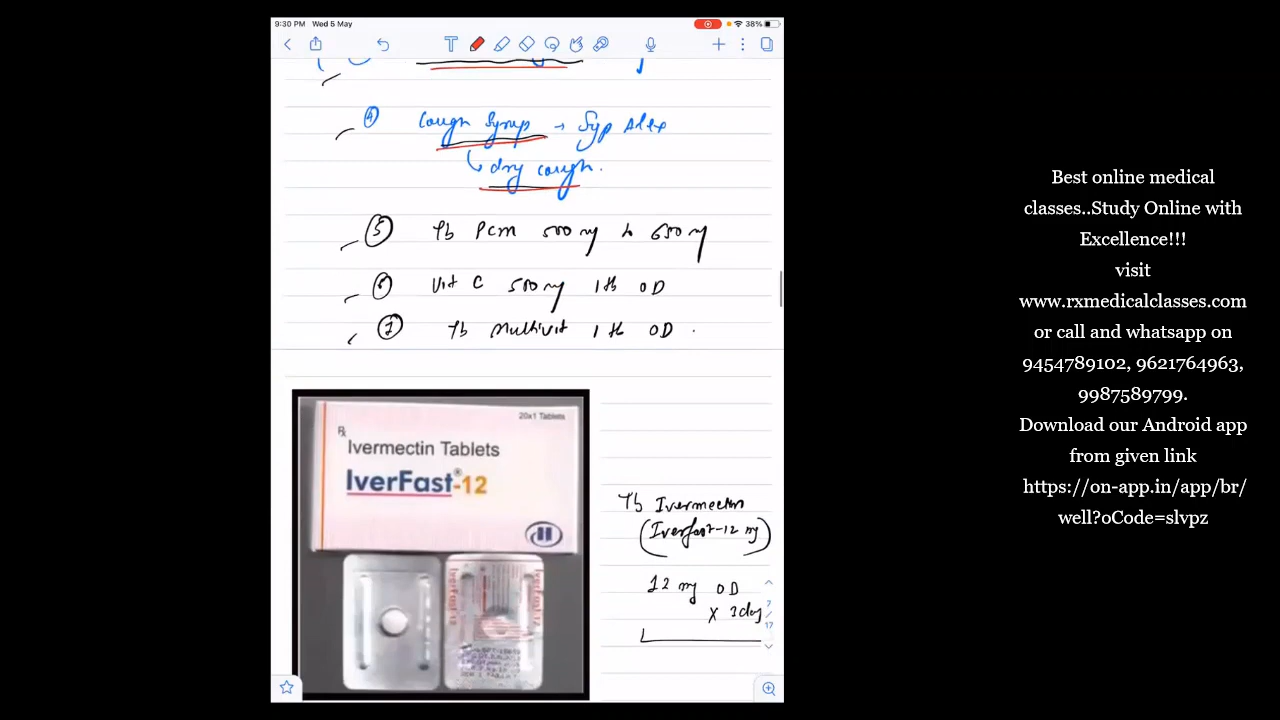 9:30 PM Wed 5 May
38%
4 Cough Syrup → Syp Alex
↳ dry cough.
5 Tb Pcm 500 mg to 650 mg
6 Vit C 500 mg 1 tb OD
7 Tb Multivit 1 tb OD .
20x1 Tablets
Rx
Ivermectin Tablets
IverFast®-12
Tb Ivermectin
(Iverfast-12 mg)
12 mg OD
x 3 day
7
17
Best online medical
classes..Study Online with
Excellence!!!
visit
www.rxmedicalclasses.com
or call and whatsapp on
9454789102, 9621764963,
9987589799.
Download our Android app
from given link
https://on-app.in/app/br/
well?oCode=slvpz